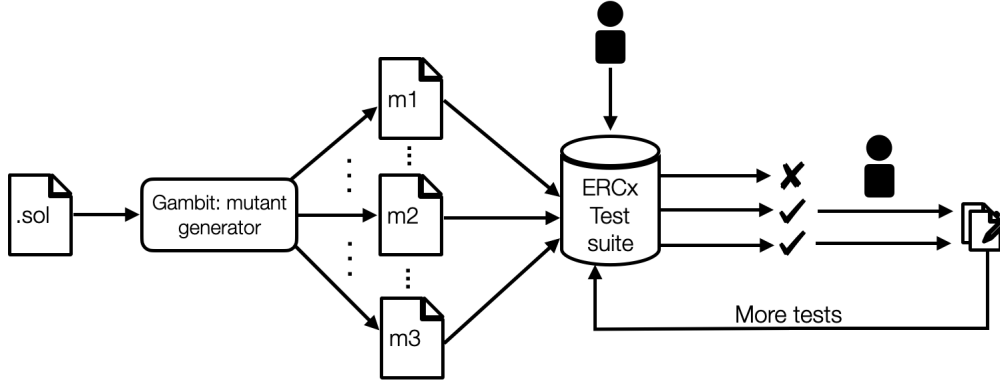 .sol
Gambit: mutant
generator
m1
m2
m3
ERCx
Test
suite
More tests